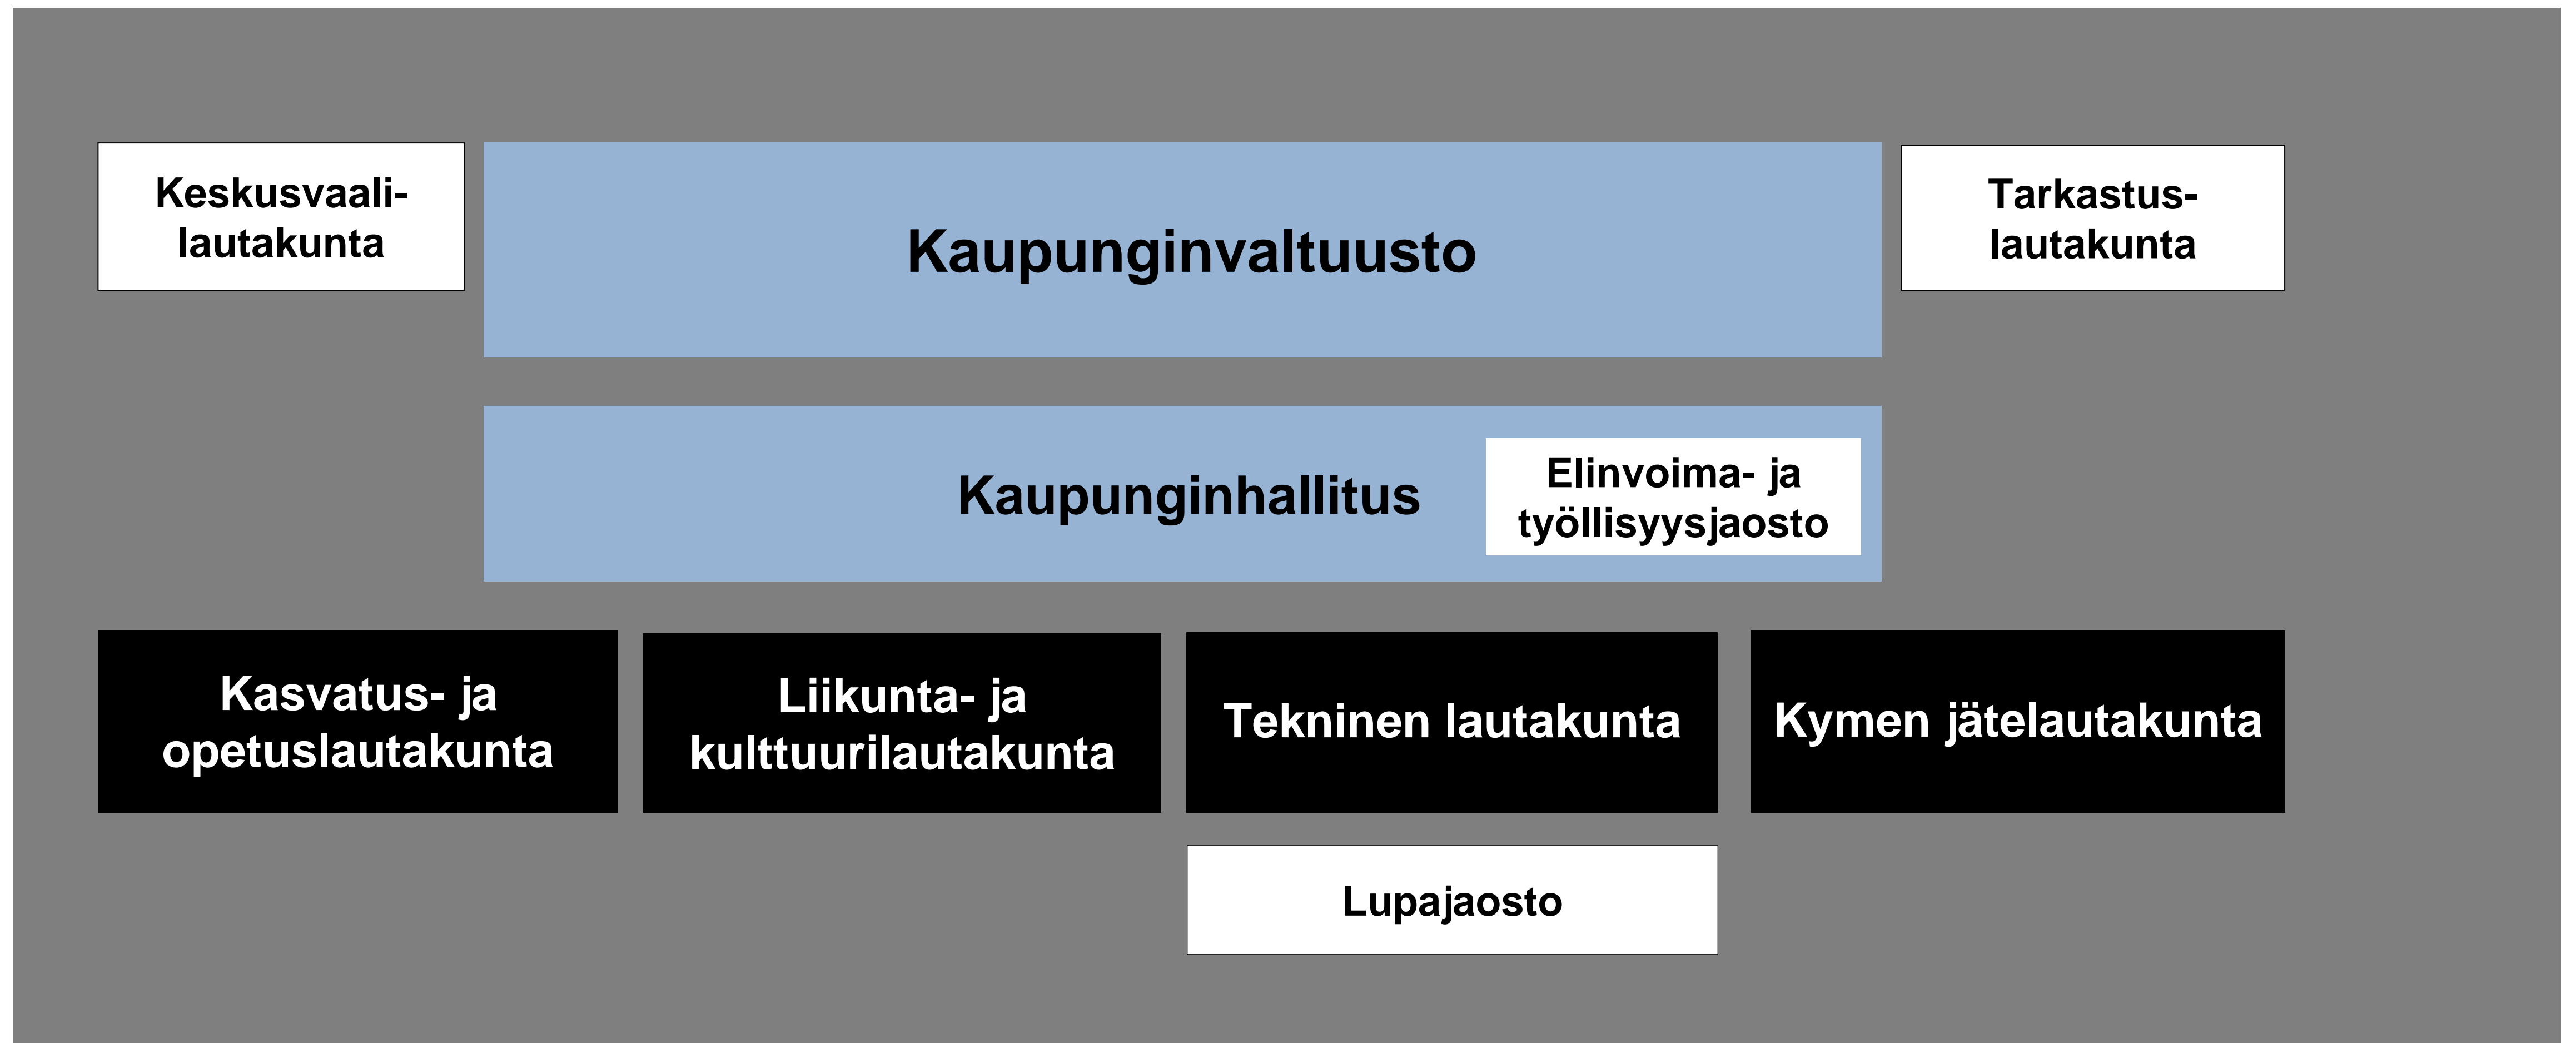 Keskusvaali-
lautakunta
Kaupunginvaltuusto
Tarkastus-
lautakunta
Kaupunginhallitus
Elinvoima- ja
työllisyysjaosto
Kasvatus- ja
opetuslautakunta
Liikunta- ja
kulttuurilautakunta
Tekninen lautakunta
Kymen jätelautakunta
Lupajaosto